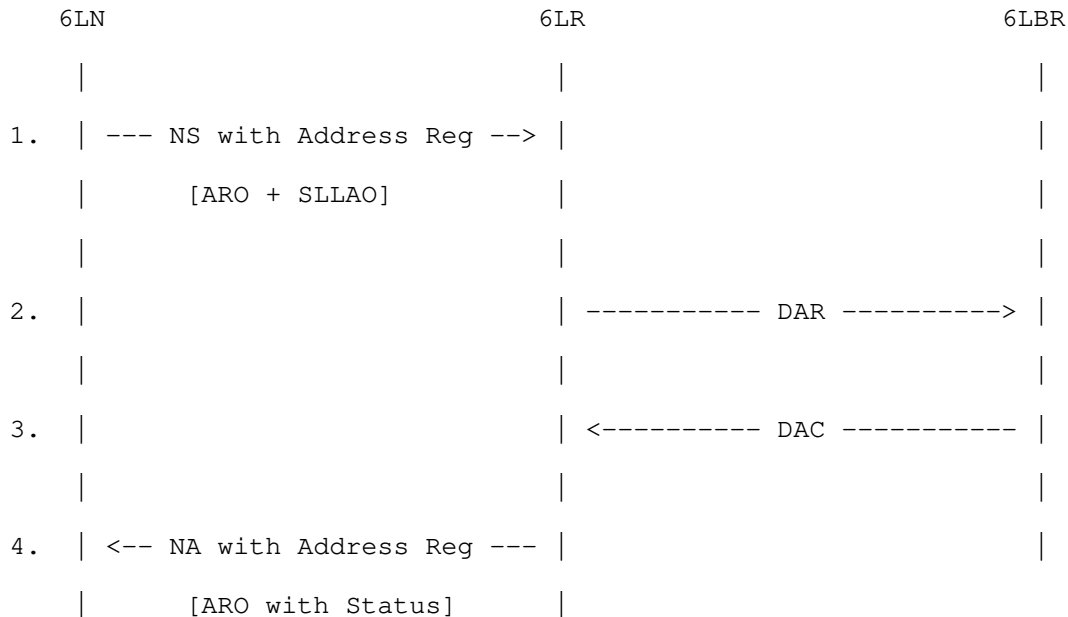 6LN 6LR 6LBR
| | |
1. | --- NS with Address Reg --> | |
| [ARO + SLLAO] | |
| | |
2. | | ----------- DAR ----------> |
| | |
3. | | <---------- DAC ----------- |
| | |
4. | <-- NA with Address Reg --- | |
| [ARO with Status] |